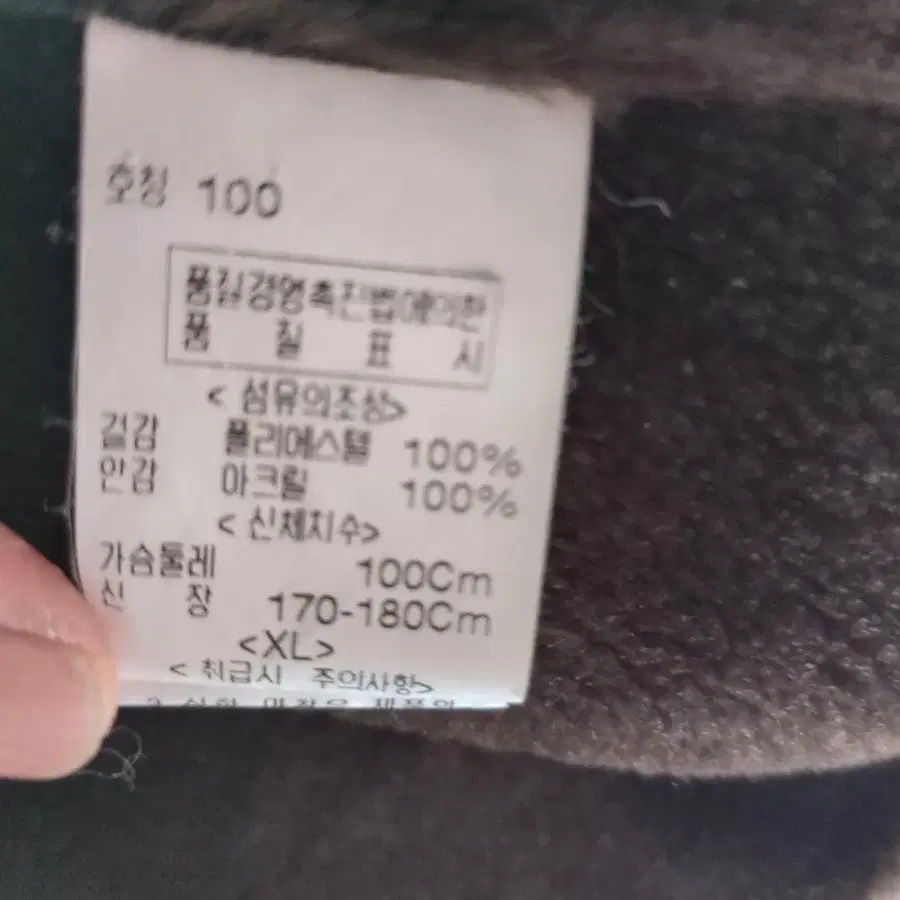 호칭 100
품질경영촉진법에의한
품 질 표 시
< 섬유의조성>
겉감 폴리에스텔 100%
안감 아크릴 100%
< 신체치수>
가슴둘레 100Cm
신 장 170-180Cm
<XL>
< 취급시 주의사항>